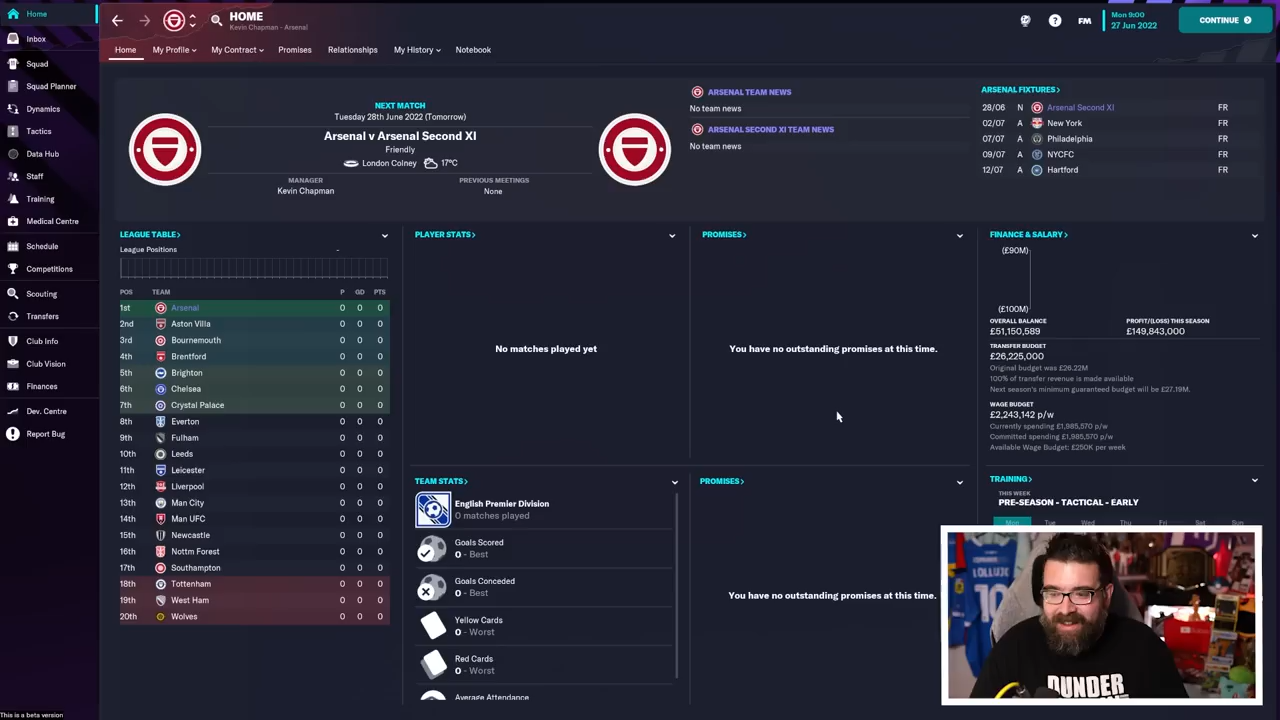 Home
Inbox
Squad
Squad Planner
Dynamics
Tactics
Data Hub
Staff
Training
Medical Centre
Schedule
Competitions
Scouting
Transfers
Club Info
Club Vision
Finances
Dev. Centre
Report Bug
This is a beta version
HOME
Kevin Chapman - Arsenal
FM
Mon 9:00
27 Jun 2022
CONTINUE
Home My Profile My Contract Promises Relationships My History Notebook
NEXT MATCH
Tuesday 28th June 2022 (Tomorrow)
Arsenal v Arsenal Second XI
Friendly
London Colney 17°C
MANAGER
Kevin Chapman
PREVIOUS MEETINGS
None
ARSENAL TEAM NEWS
No team news
ARSENAL SECOND XI TEAM NEWS
No team news
ARSENAL FIXTURES
28/06 N Arsenal Second XI FR
02/07 A New York FR
07/07 A Philadelphia FR
09/07 A NYCFC FR
12/07 A Hartford FR
LEAGUE TABLE
League Positions -
POS TEAM P GD PTS
1st Arsenal 0 0 0
2nd Aston Villa 0 0 0
3rd Bournemouth 0 0 0
4th Brentford 0 0 0
5th Brighton 0 0 0
6th Chelsea 0 0 0
7th Crystal Palace 0 0 0
8th Everton 0 0 0
9th Fulham 0 0 0
10th Leeds 0 0 0
11th Leicester 0 0 0
12th Liverpool 0 0 0
13th Man City 0 0 0
14th Man UFC 0 0 0
15th Newcastle 0 0 0
16th Nottm Forest 0 0 0
17th Southampton 0 0 0
18th Tottenham 0 0 0
19th West Ham 0 0 0
20th Wolves 0 0 0
PLAYER STATS
No matches played yet
TEAM STATS
English Premier Division
0 matches played
Goals Scored
0 - Best
Goals Conceded
0 - Best
Yellow Cards
0 - Worst
Red Cards
0 - Worst
Average Attendance
PROMISES
You have no outstanding promises at this time.
PROMISES
You have no outstanding promises at this time.
FINANCE & SALARY
(£90M)
(£100M)
OVERALL BALANCE
£51,150,589
PROFIT/(LOSS) THIS SEASON
£149,843,000
TRANSFER BUDGET
£26,225,000
Original budget was £26.22M
100% of transfer revenue is made available
Next season's minimum guaranteed budget will be £27.19M.
WAGE BUDGET
£2,243,142 p/w
Currently spending £1,985,570 p/w
Committed spending £1,985,570 p/w
Available Wage Budget: £250K per week
TRAINING
THIS WEEK
PRE-SEASON - TACTICAL - EARLY
Mon Tue Wed Thu Fri Sat Sun
10
DUNDER